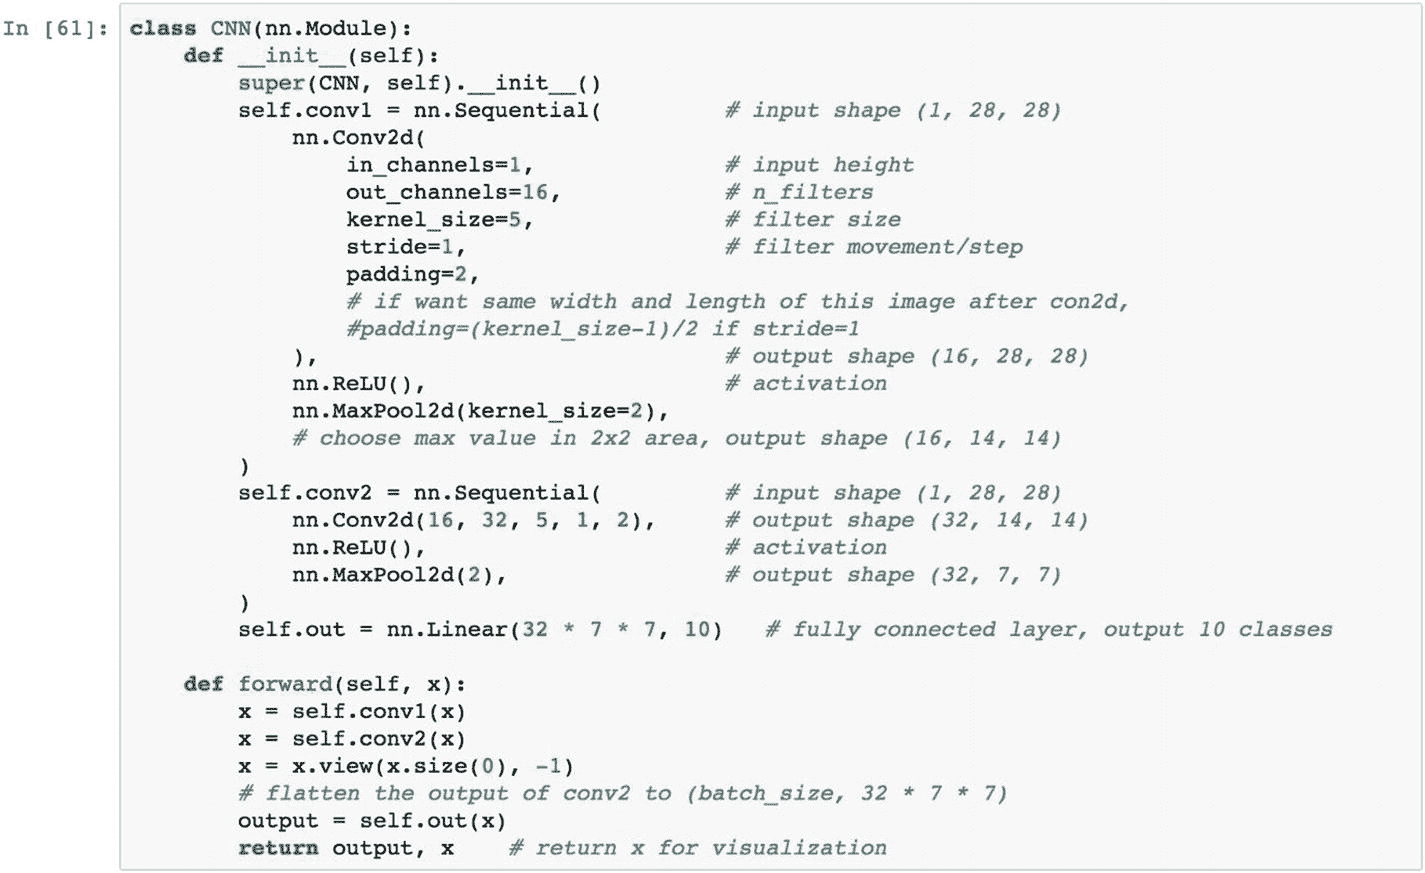 In [61]: class CNN(nn.Module):
    def __init__(self):
        super(CNN, self).__init__()
        self.conv1 = nn.Sequential(         # input shape (1, 28, 28)
            nn.Conv2d(
                in_channels=1,              # input height
                out_channels=16,            # n_filters
                kernel_size=5,              # filter size
                stride=1,                   # filter movement/step
                padding=2,
                # if want same width and length of this image after con2d,
                #padding=(kernel_size-1)/2 if stride=1
            ),                              # output shape (16, 28, 28)
            nn.ReLU(),                      # activation
            nn.MaxPool2d(kernel_size=2),
            # choose max value in 2x2 area, output shape (16, 14, 14)
        )
        self.conv2 = nn.Sequential(         # input shape (1, 28, 28)
            nn.Conv2d(16, 32, 5, 1, 2),     # output shape (32, 14, 14)
            nn.ReLU(),                      # activation
            nn.MaxPool2d(2),                # output shape (32, 7, 7)
        )
        self.out = nn.Linear(32 * 7 * 7, 10)   # fully connected layer, output 10 classes

    def forward(self, x):
        x = self.conv1(x)
        x = self.conv2(x)
        x = x.view(x.size(0), -1)
        # flatten the output of conv2 to (batch_size, 32 * 7 * 7)
        output = self.out(x)
        return output, x    # return x for visualization